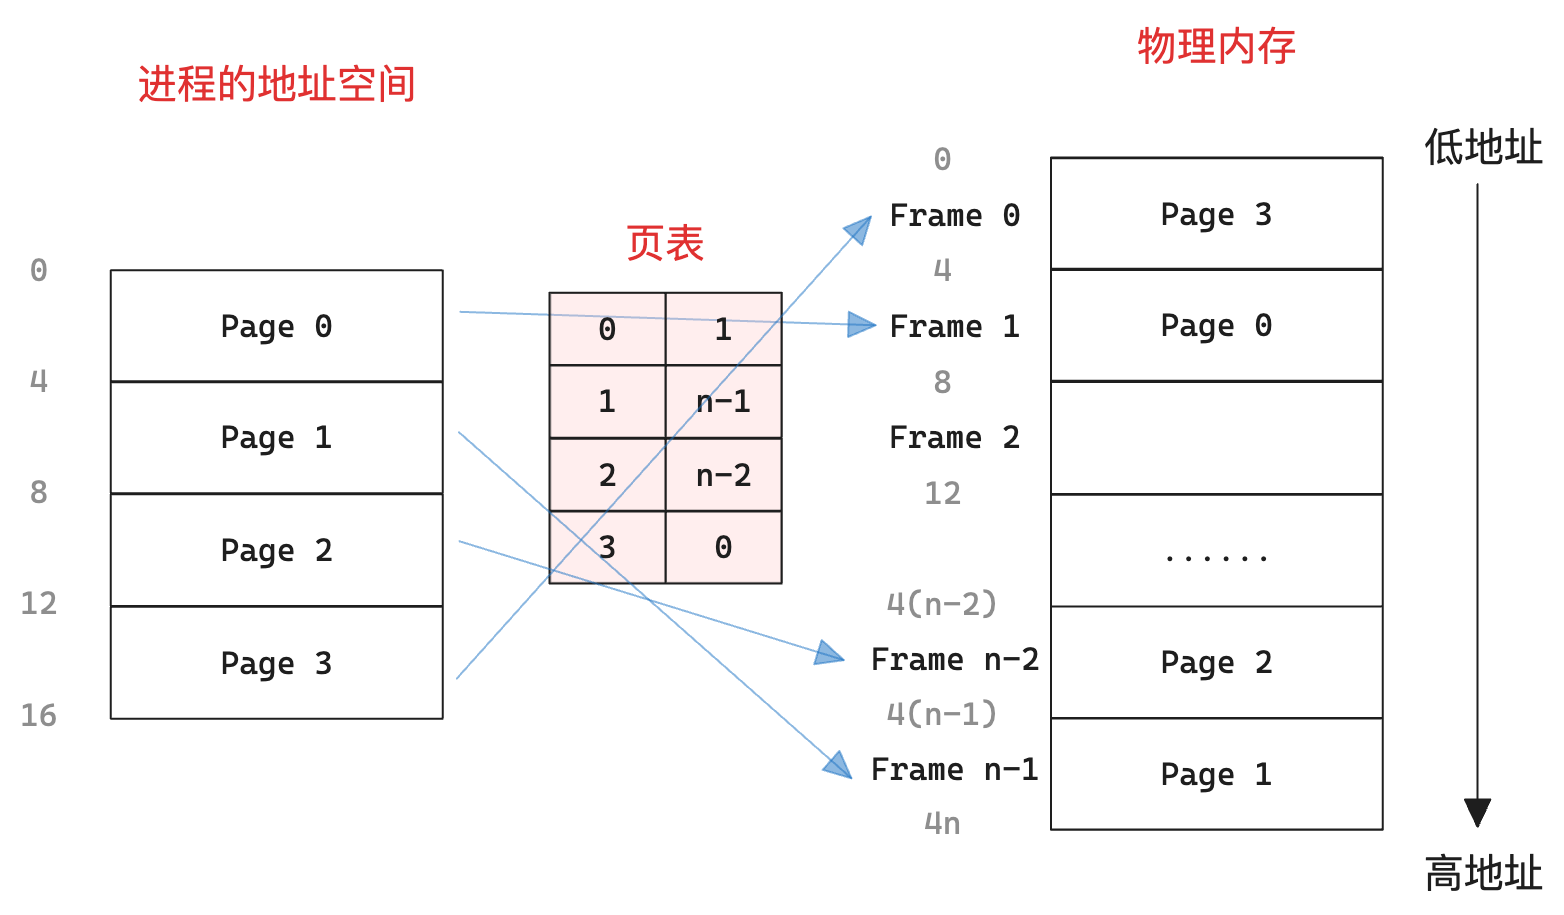 进程的地址空间
0
Page 0
4
Page 1
8
Page 2
12
Page 3
16
页表
0 1
1 n-1
2 n-2
3 0
物理内存
0
Frame 0 Page 3
4
Frame 1 Page 0
8
Frame 2
12
......
4(n-2)
Frame n-2 Page 2
4(n-1)
Frame n-1 Page 1
4n
低地址
高地址